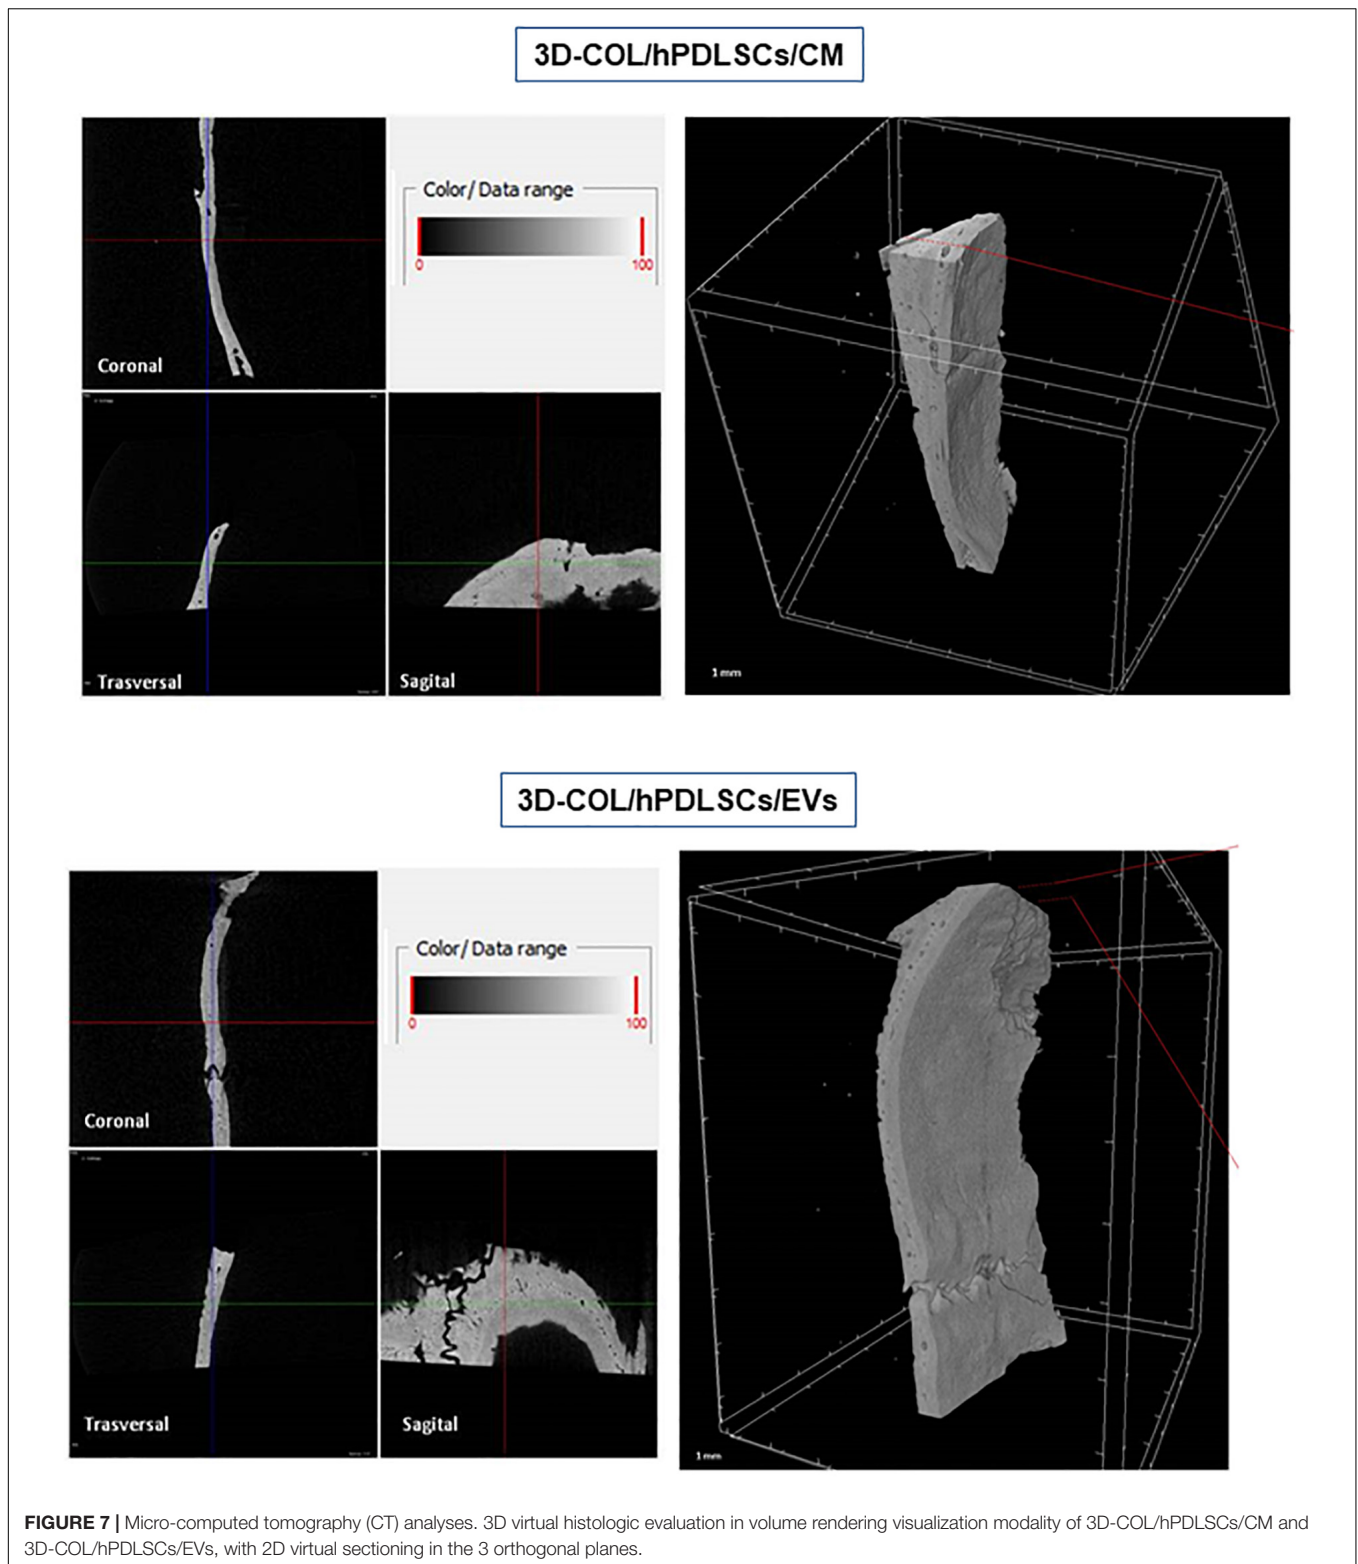 3D-COL/hPDLSCs/CM
Coronal
Color/ Data range
0 100
Trasversal
Sagital
1 mm
3D-COL/hPDLSCs/EVs
Coronal
Color/ Data range
0 100
Trasversal
Sagital
1 mm
FIGURE 7 | Micro-computed tomography (CT) analyses. 3D virtual histologic evaluation in volume rendering visualization modality of 3D-COL/hPDLSCs/CM and
3D-COL/hPDLSCs/EVs, with 2D virtual sectioning in the 3 orthogonal planes.